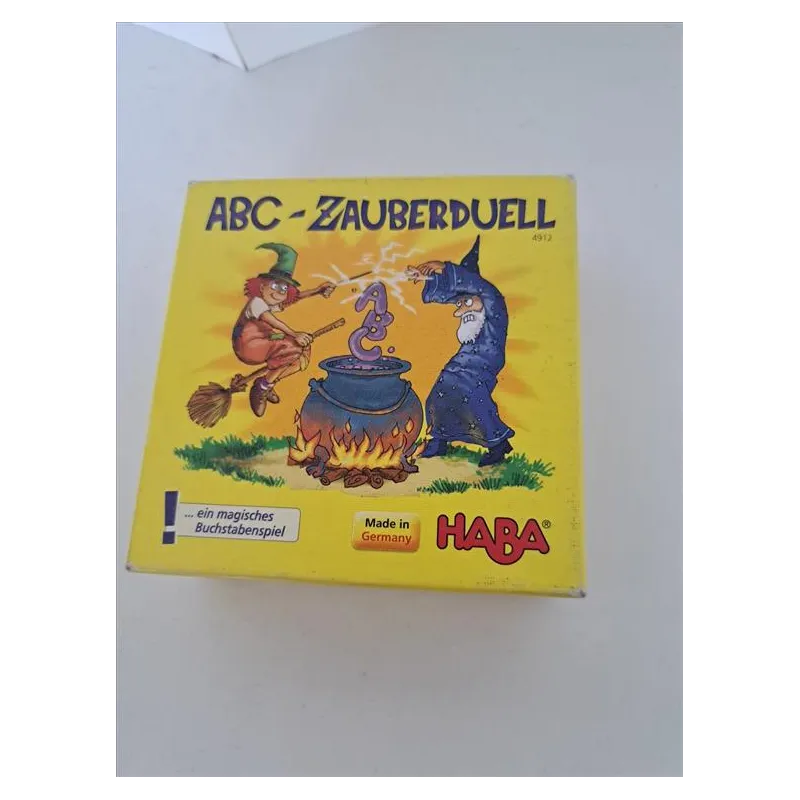 ABC - ZAUBERDUELL
4912
ABC
... ein magisches
Buchstabenspiel
!
Made in
Germany
HABA®